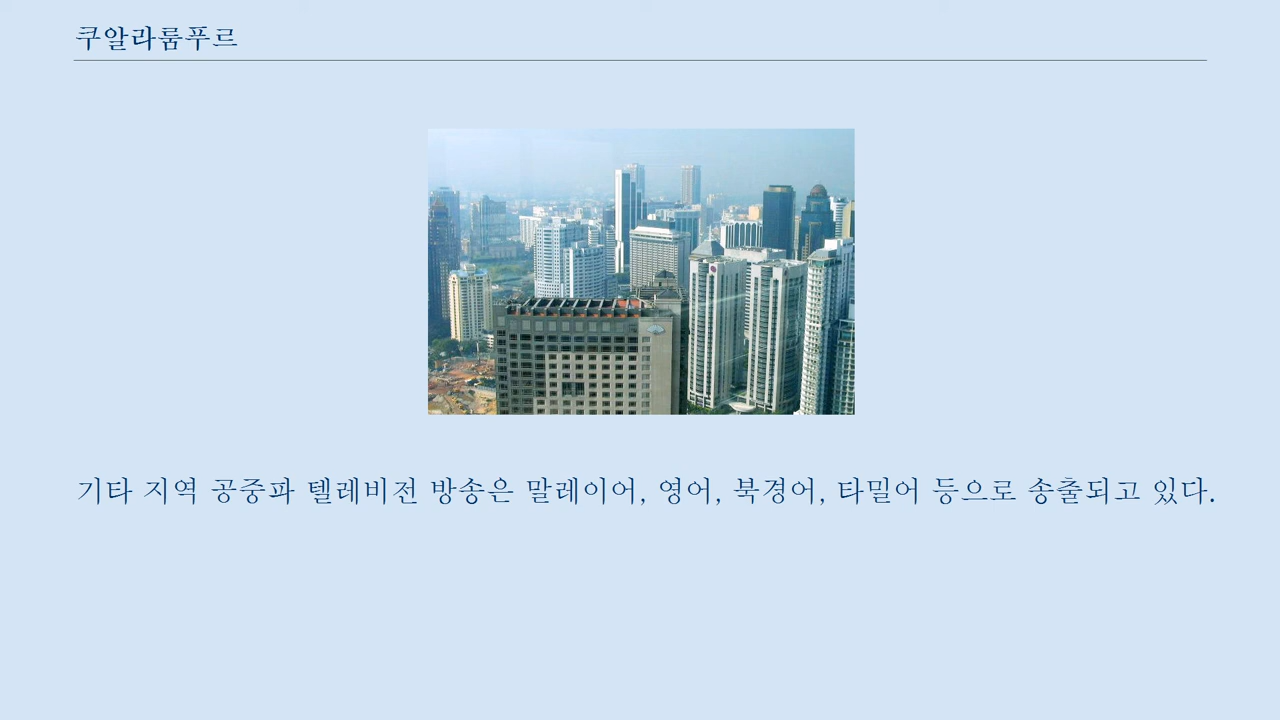 쿠알라룸푸르
기타 지역 공중파 텔레비전 방송은 말레이어, 영어, 북경어, 타밀어 등으로 송출되고 있다.